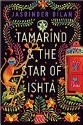 JASBINDER BILAN
TAMARIND
& THE STAR OF
ISHTA